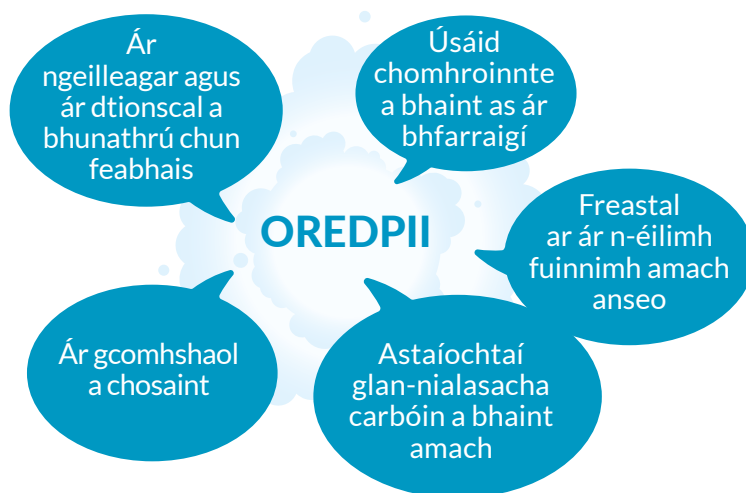 Ár
ngeilleagar agus
ár dtionscal a
bhunathrú chun
feabhais
Úsáid
chomhroinnte
a bhaint as ár
bhfarraigí
OREDPII
Freastal
ar ár n-éilimh
fuinnimh amach
anseo
Ár gcomhshaol
a chosaint
Astaíochtaí
glan-nialasacha
carbóin a bhaint
amach